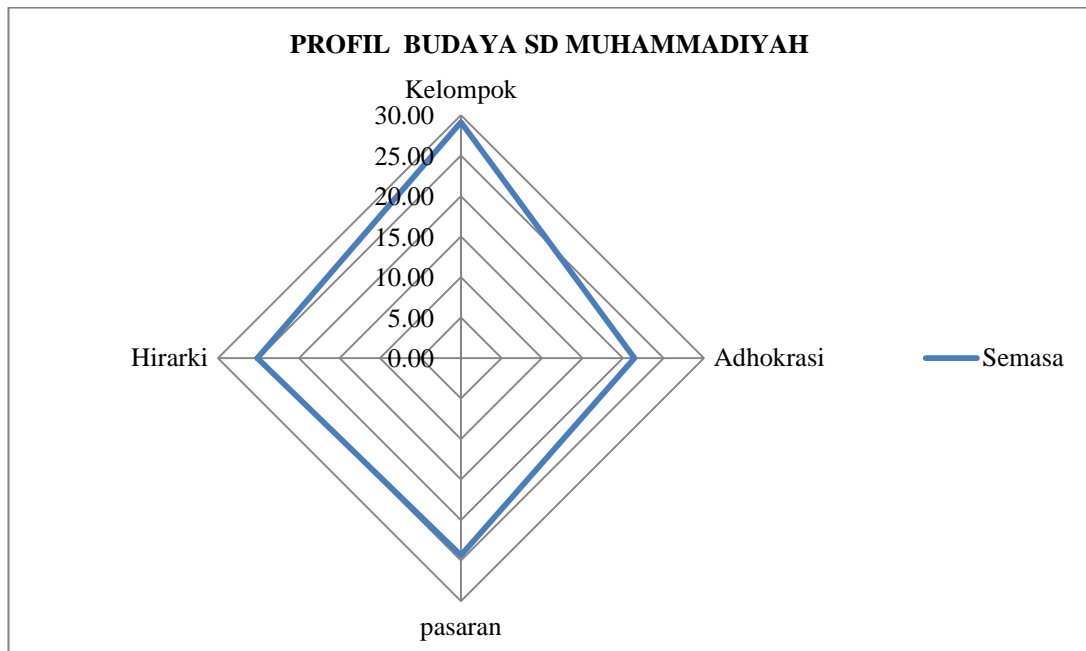 PROFIL  BUDAYA SD MUHAMMADIYAH
Kelompok
30.00
25.00
20.00
15.00
10.00
5.00
0.00
Hirarki
Adhokrasi
Semasa
pasaran